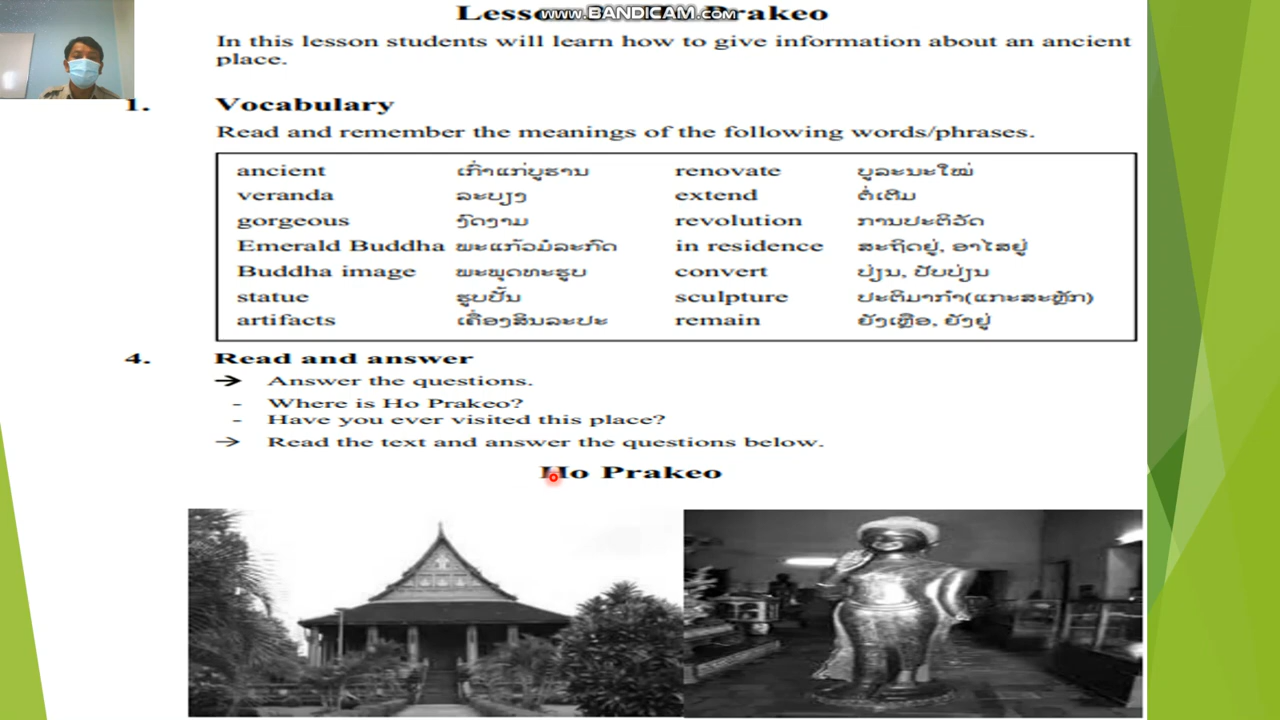 www.BANDICAM.com
Prakeo
In this lesson students will learn how to give information about an ancient
place.
1. Vocabulary
Read and remember the meanings of the following words/phrases.
ancient ເກົ່າແກ່ບູຮານ renovate ບູລະນະໃໝ່
veranda ລະບຽງ extend ຕໍ່ເຕີມ
gorgeous ງົດງາມ revolution ການປະຕິວັດ
Emerald Buddha ພະແກ້ວມໍລະກົດ in residence ສະຖິດຢູ່, ອາໄສຢູ່
Buddha image ພະພຸດທະຮູບ convert ປ່ຽນ, ປັບປ່ຽນ
statue ຮູບປັ້ນ sculpture ປະຕິມາກຳ(ແກະສະຫຼັກ)
artifacts ເຄື່ອງສິນລະປະ remain ຍັງເຫຼືອ, ຍັງຢູ່
4. Read and answer
→ Answer the questions.
- Where is Ho Prakeo?
- Have you ever visited this place?
→ Read the text and answer the questions below.
Ho Prakeo